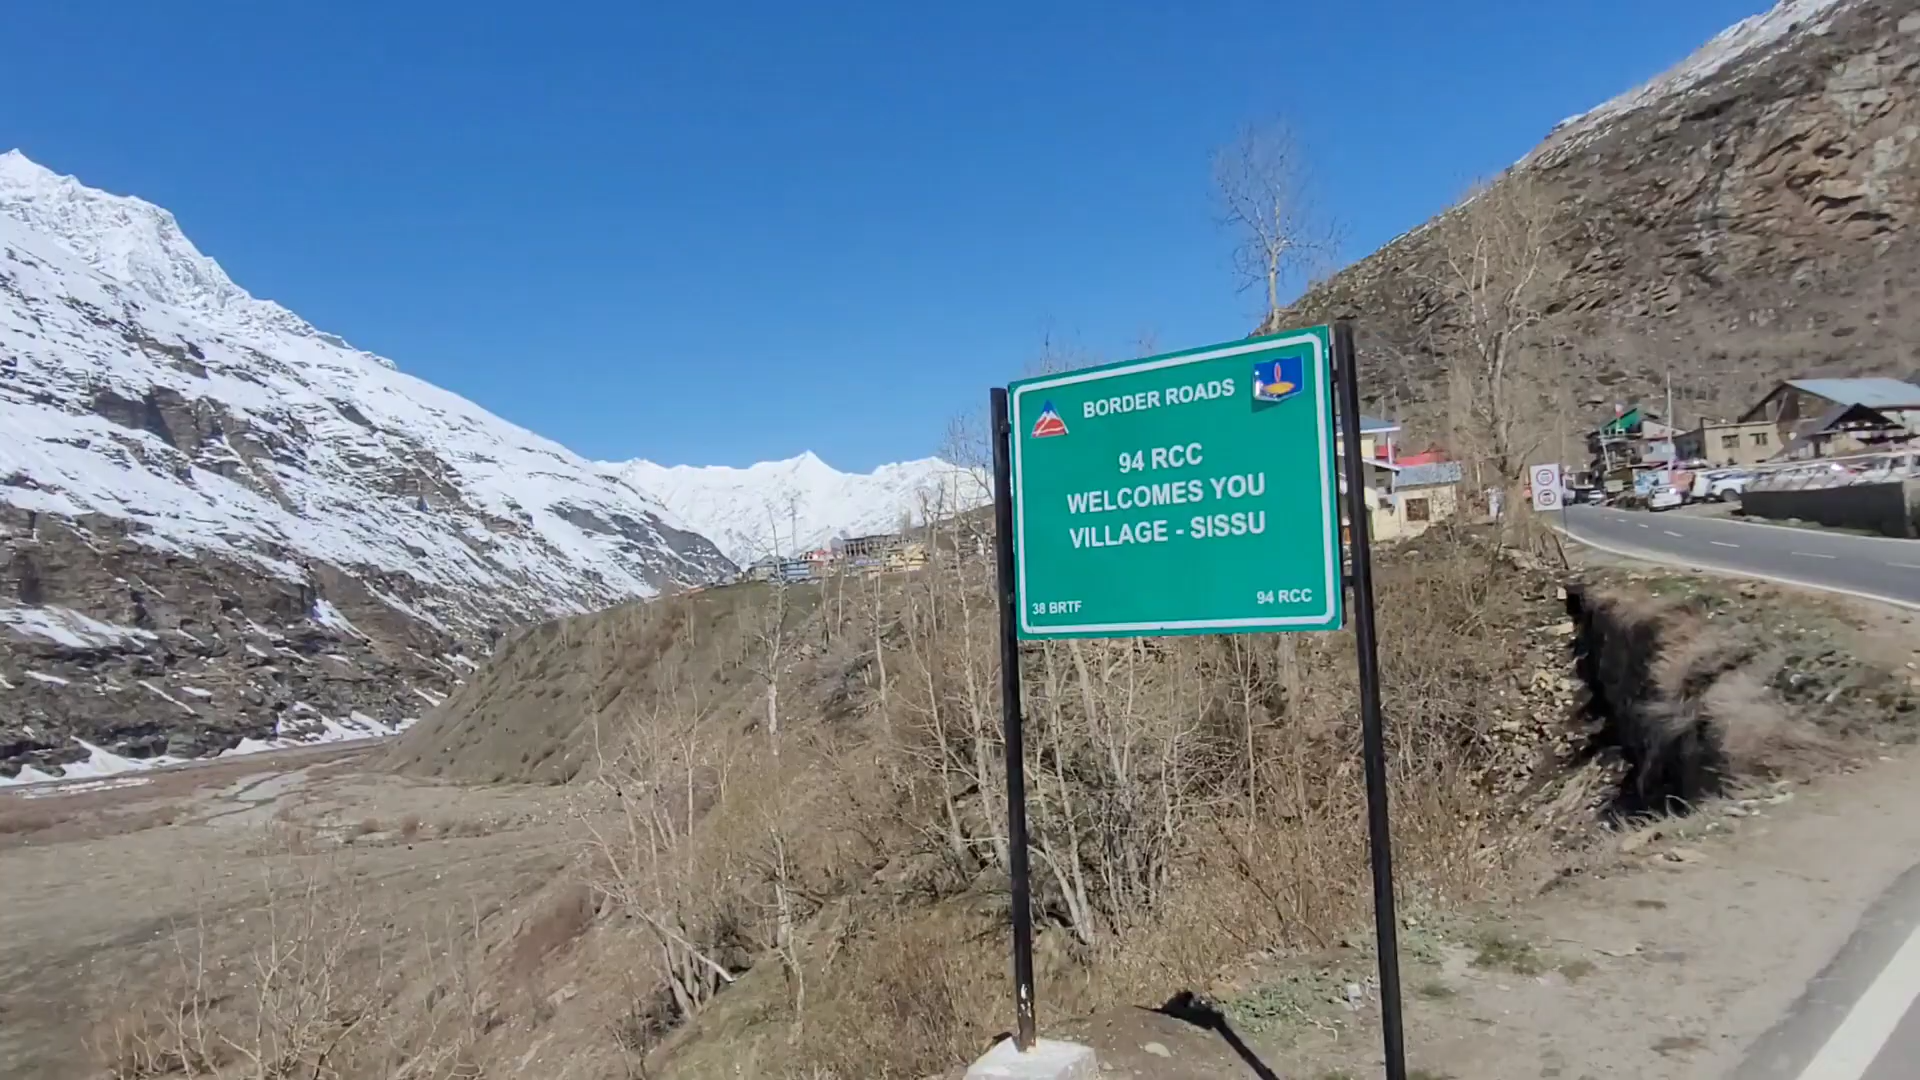 BORDER ROADS
94 RCC
WELCOMES YOU
VILLAGE - SISSU
38 BRTF
94 RCC